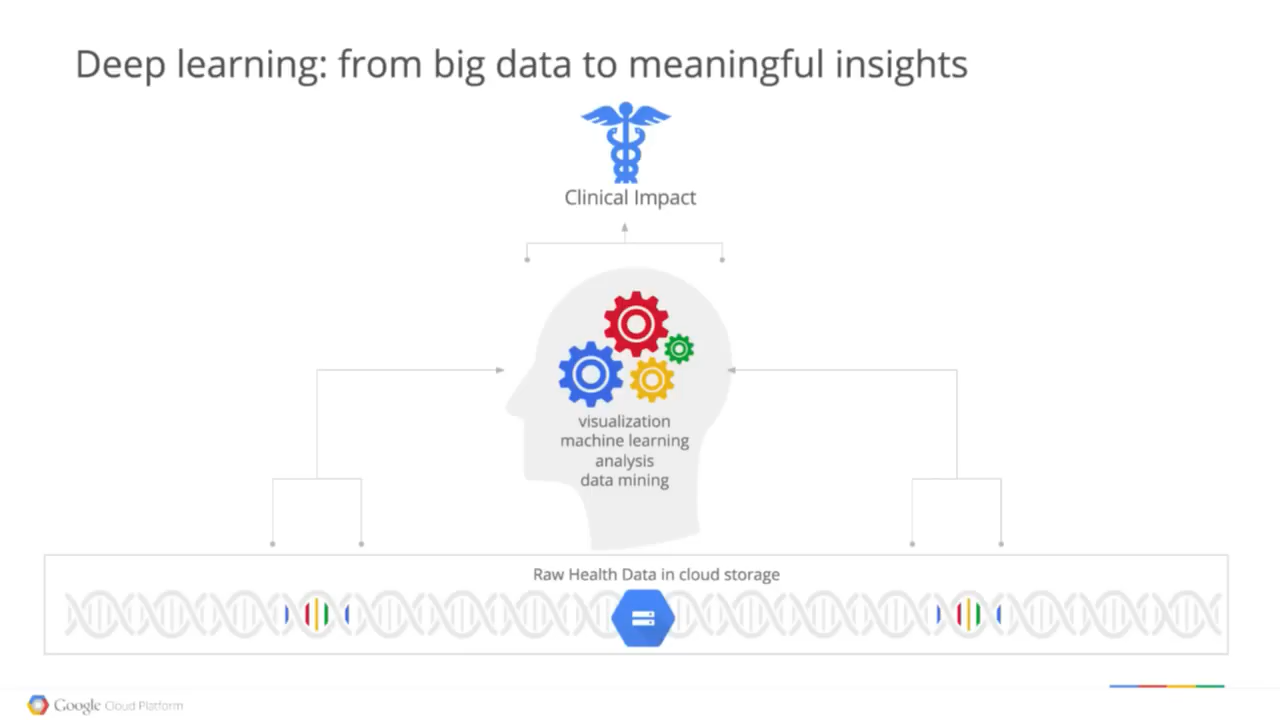 Deep learning: from big data to meaningful insights
Clinical Impact
visualization
machine learning
analysis
data mining
Raw Health Data in cloud storage
Google Cloud Platform